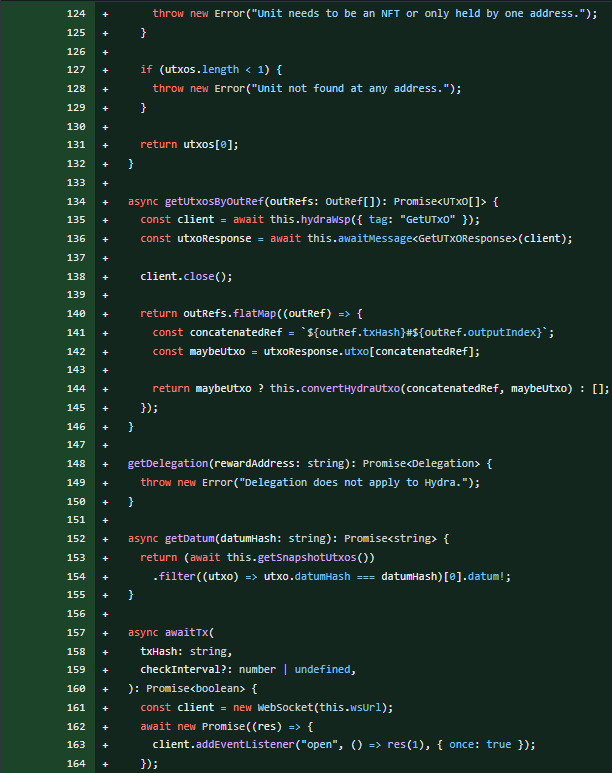 124 + throw new Error("Unit needs to be an NFT or only held by one address.");
125 + }
126 +
127 + if (utxos.length < 1) {
128 + throw new Error("Unit not found at any address.");
129 + }
130 +
131 + return utxos[0];
132 + }
133 +
134 + async getUtxosByOutRef(outRefs: OutRef[]): Promise<UTxO[]> {
135 + const client = await this.hydraWsp({ tag: "GetUTxO" });
136 + const utxoResponse = await this.awaitMessage<GetUTxOResponse>(client);
137 +
138 + client.close();
139 +
140 + return outRefs.flatMap((outRef) => {
141 + const concatenatedRef = `${outRef.txHash}#${outRef.outputIndex}`;
142 + const maybeUtxo = utxoResponse.utxo[concatenatedRef];
143 +
144 + return maybeUtxo ? this.convertHydraUtxo(concatenatedRef, maybeUtxo) : [];
145 + });
146 + }
147 +
148 + getDelegation(rewardAddress: string): Promise<Delegation> {
149 + throw new Error("Delegation does not apply to Hydra.");
150 + }
151 +
152 + async getDatum(datumHash: string): Promise<string> {
153 + return (await this.getSnapshotUtxos())
154 + .filter((utxo) => utxo.datumHash === datumHash)[0].datum!;
155 + }
156 +
157 + async awaitTx(
158 + txHash: string,
159 + checkInterval?: number | undefined,
160 + ): Promise<boolean> {
161 + const client = new WebSocket(this.wsUrl);
162 + await new Promise((res) => {
163 + client.addEventListener("open", () => res(1), { once: true });
164 + });